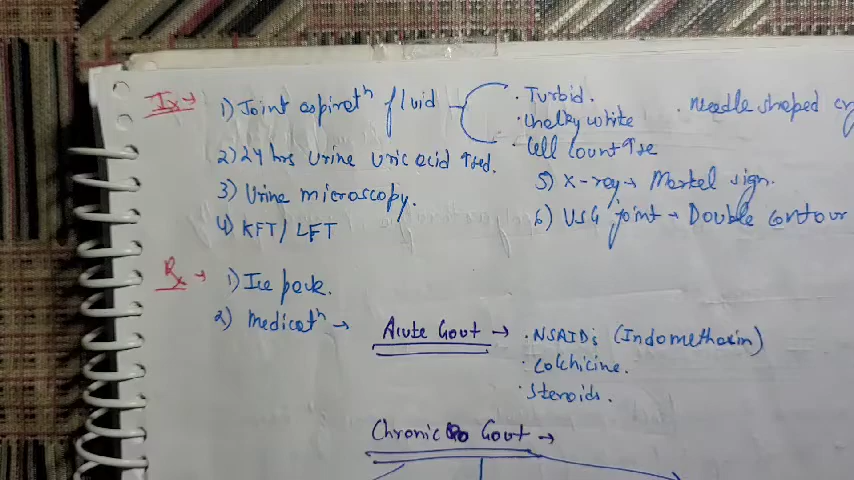 Ix → 1) Joint aspiratⁿ fluid
· Turbid.
· Chalky white
· Cell count ↑se
· Needle shaped
2) 24 hrs urine uric acid ↑sed.
3) Urine microscopy.
4) KFT/LFT
5) X-ray → Martel sign.
6) USG joint → Double contour
Rx → 1) Ice pack.
2) Medicatⁿ →
Acute Gout → · NSAIDs (Indomethacin)
· Colchicine.
· Steroids.
Chronic Gout →